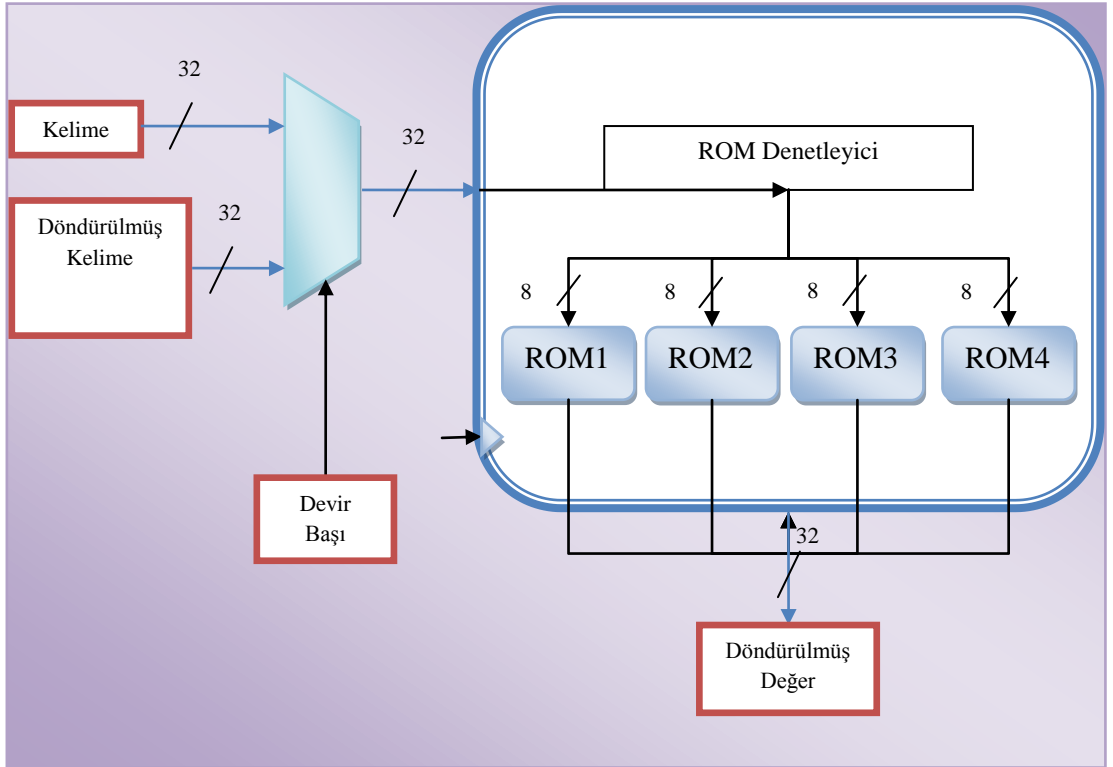 32
Kelime
32
ROM Denetleyici
Döndürülmüş
Kelime
32
8
8
8
8
ROM1
ROM2
ROM3
ROM4
Devir
Başı
32
Döndürülmüş
Değer